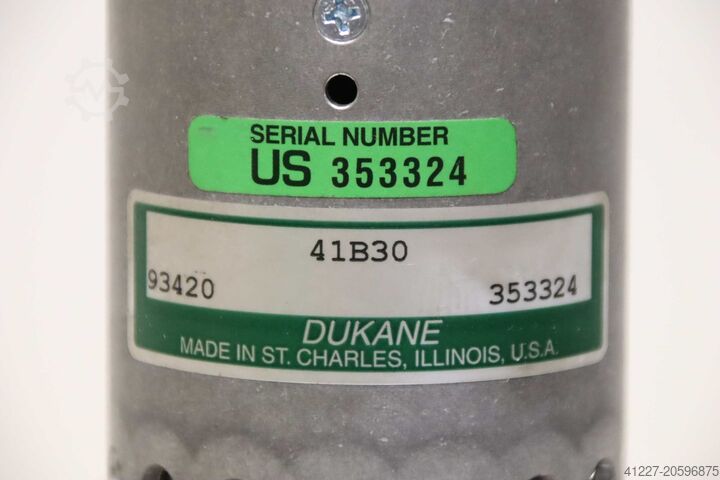 SERIAL NUMBER
US 353324
41B30
93420 353324
DUKANE
MADE IN ST. CHARLES, ILLINOIS, U.S.A.
41227-20596875